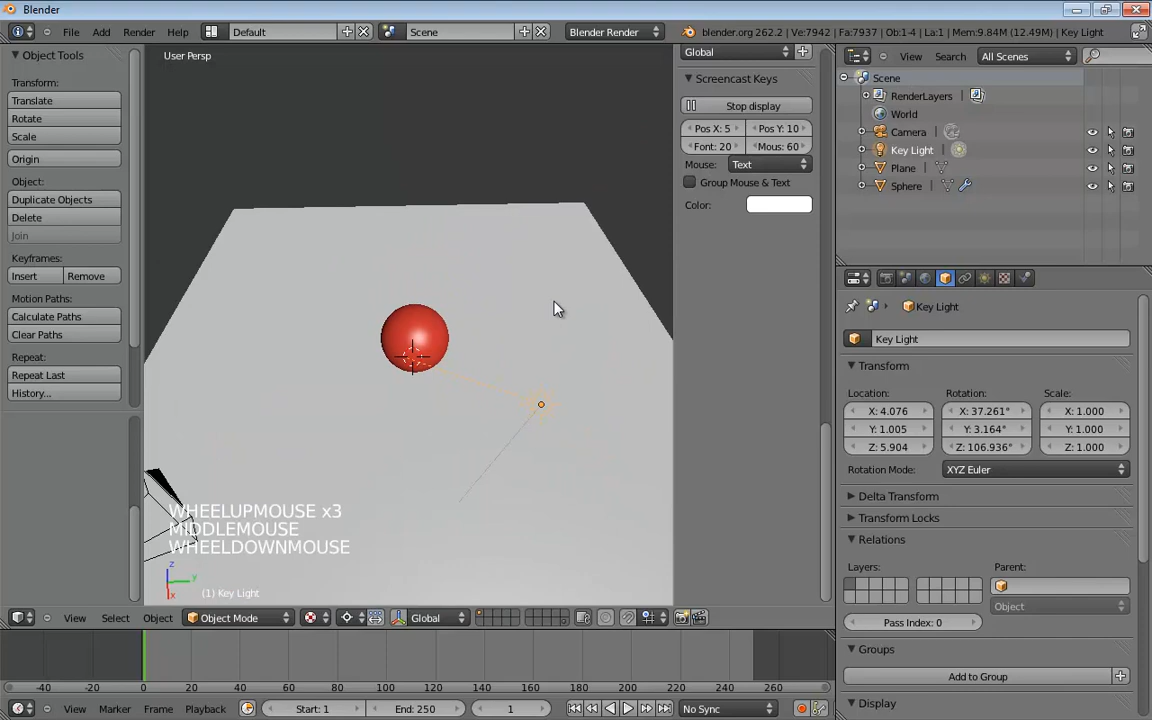 Blender
File
Add
Render
Help
Default
Scene
Blender Render
blender.org 262.2 | Ve:7942 | Fa:7937 | Ob:1-4 | La:1 | Mem:9.84M (12.49M) | Key Light
Object Tools
Transform:
Translate
Rotate
Scale
Origin
Object:
Duplicate Objects
Delete
Join
Keyframes:
Insert
Remove
Motion Paths:
Calculate Paths
Clear Paths
Repeat:
Repeat Last
History...
User Persp
WHEELUPMOUSE x3
MIDDLEMOUSE
WHEELDOWNMOUSE
z
y
x
(1) Key Light
Global
Screencast Keys
Stop display
Pos X: 5
Pos Y: 10
Font: 20
Mous: 60
Mouse:
Text
Group Mouse & Text
Color:
View
Search
All Scenes
Scene
RenderLayers
World
Camera
Key Light
Plane
Sphere
Key Light
Key Light
Transform
Location:
Rotation:
Scale:
X: 4.076
X: 37.261°
X: 1.000
Y: 1.005
Y: 3.164°
Y: 1.000
Z: 5.904
Z: 106.936°
Z: 1.000
Rotation Mode:
XYZ Euler
Delta Transform
Transform Locks
Relations
Layers:
Parent:
Object
Pass Index: 0
Groups
Add to Group
Display
View
Select
Object
Object Mode
Global
-40 -20 0 20 40 60 80 100 120 140 160 180 200 220 240 260
View
Marker
Frame
Playback
Start: 1
End: 250
1
No Sync